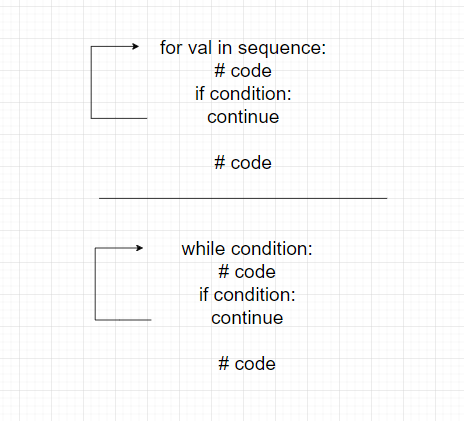 for val in sequence:
# code
if condition:
continue
# code
while condition:
# code
if condition:
continue
# code